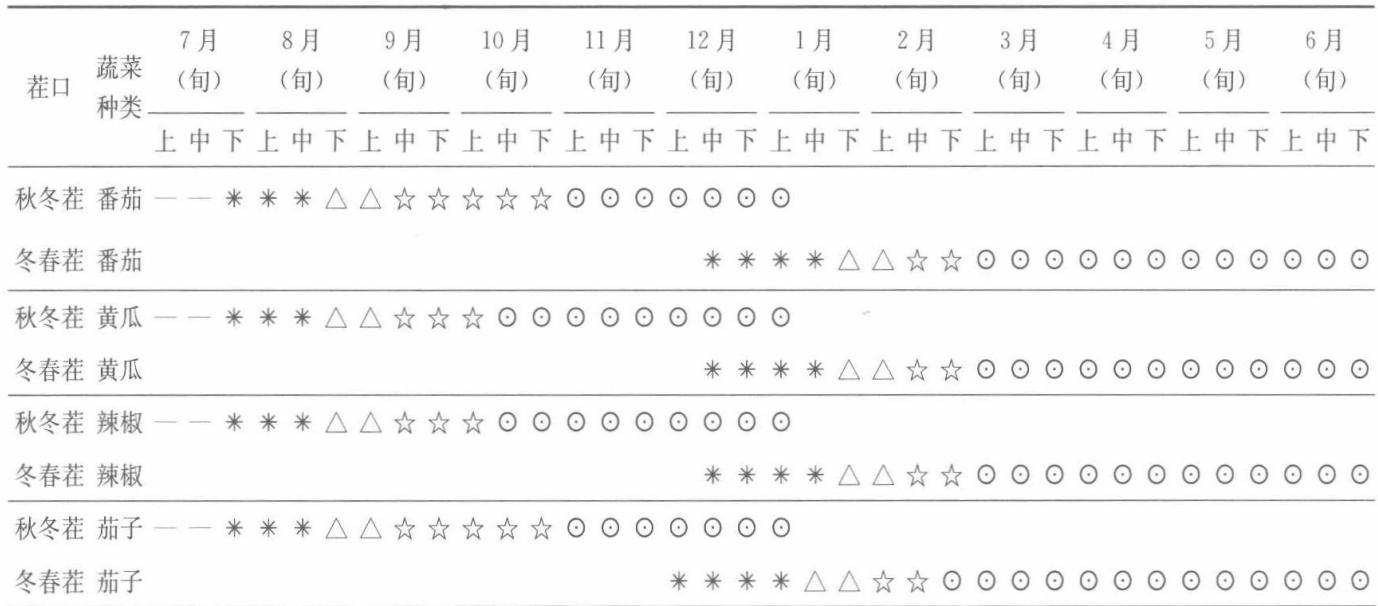 7月 8月 9月 10月 11月 12月 1月 2月 3月 4月 5月 6月
茬口 蔬菜种类 (旬) (旬) (旬) (旬) (旬) (旬) (旬) (旬) (旬) (旬) (旬) (旬)
上 中 下 上 中 下 上 中 下 上 中 下 上 中 下 上 中 下 上 中 下 上 中 下 上 中 下 上 中 下 上 中 下 上 中 下
秋冬茬 番茄 — — * * * △ △ ☆ ☆ ☆ ☆ ☆ ⊙ ⊙ ⊙ ⊙ ⊙ ⊙ ⊙
冬春茬 番茄 * * * * △ △ ☆ ☆ ⊙ ⊙ ⊙ ⊙ ⊙ ⊙ ⊙ ⊙ ⊙ ⊙ ⊙ ⊙
秋冬茬 黄瓜 — — * * * △ △ ☆ ☆ ☆ ⊙ ⊙ ⊙ ⊙ ⊙ ⊙ ⊙ ⊙ ⊙
冬春茬 黄瓜 * * * * △ △ ☆ ☆ ⊙ ⊙ ⊙ ⊙ ⊙ ⊙ ⊙ ⊙ ⊙ ⊙ ⊙ ⊙
秋冬茬 辣椒 — — * * * △ △ ☆ ☆ ☆ ⊙ ⊙ ⊙ ⊙ ⊙ ⊙ ⊙ ⊙ ⊙
冬春茬 辣椒 * * * * △ △ ☆ ☆ ⊙ ⊙ ⊙ ⊙ ⊙ ⊙ ⊙ ⊙ ⊙ ⊙ ⊙ ⊙
秋冬茬 茄子 — — * * * △ △ ☆ ☆ ☆ ☆ ☆ ⊙ ⊙ ⊙ ⊙ ⊙ ⊙ ⊙
冬春茬 茄子 * * * * △ △ ☆ ☆ ⊙ ⊙ ⊙ ⊙ ⊙ ⊙ ⊙ ⊙ ⊙ ⊙ ⊙ ⊙ ⊙